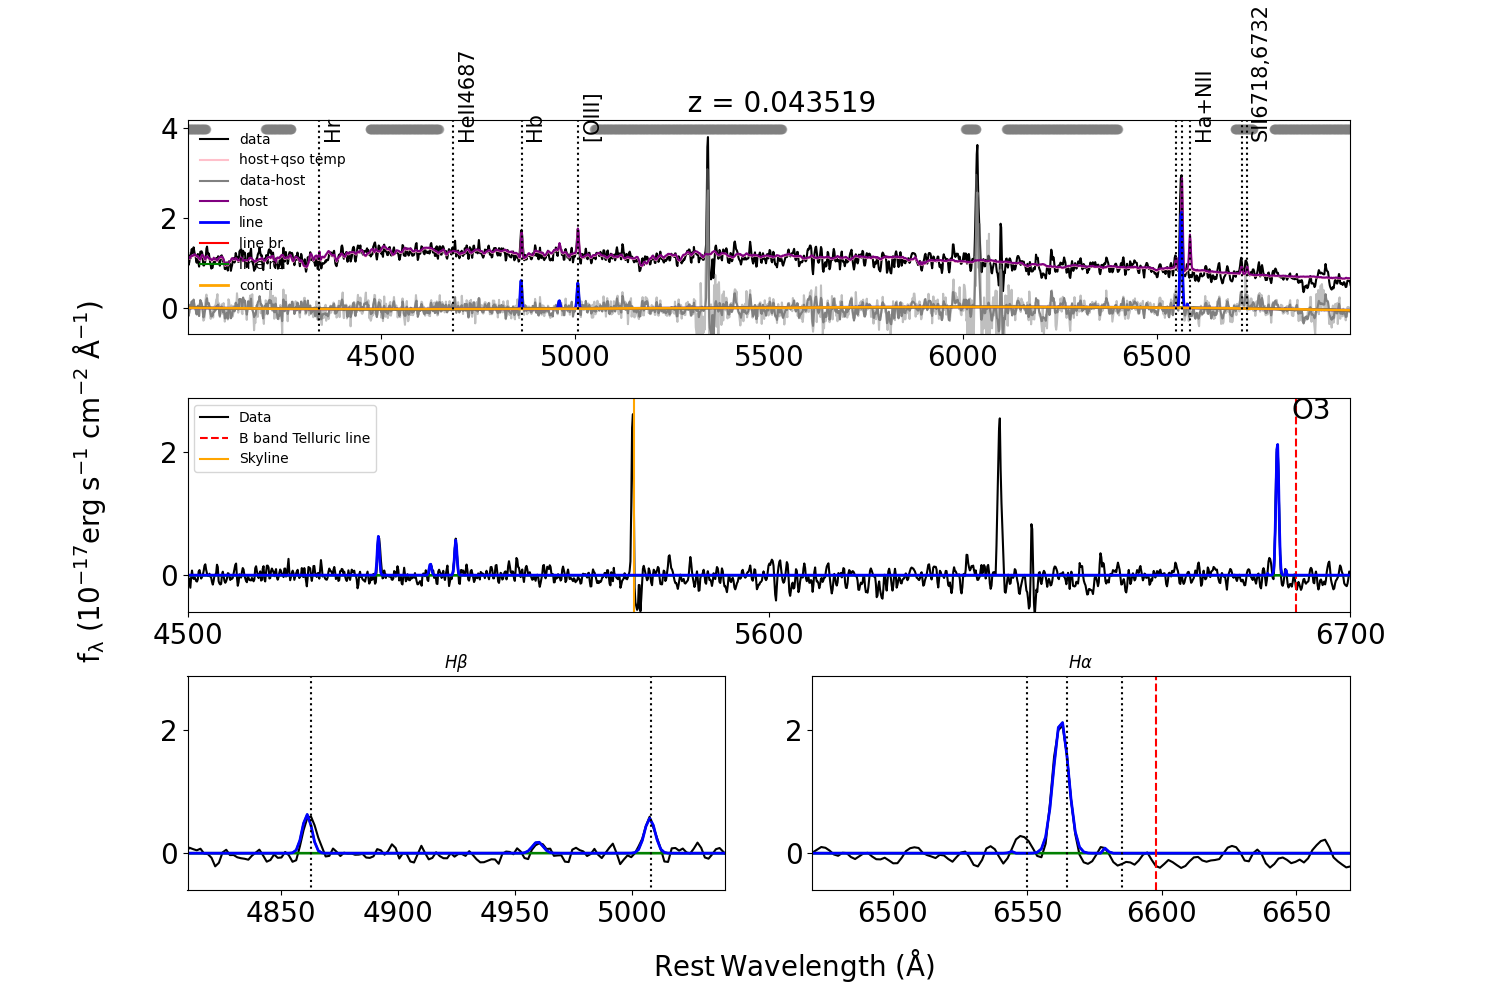 z = 0.043519
Hr
HeII4687
Hb
[OIII]
Ha+NII
SII6718,6732
data
host+qso temp
data-host
host
line
line br
conti
4
2
0
4500
5000
5500
6000
6500
Data
B band Telluric line
Skyline
O3
2
0
4500
5600
6700
Hβ
2
0
4850
4900
4950
5000
Hα
2
0
6500
6550
6600
6650
fλ (10⁻¹⁷erg s⁻¹ cm⁻² Å⁻¹)
Rest Wavelength (Å)